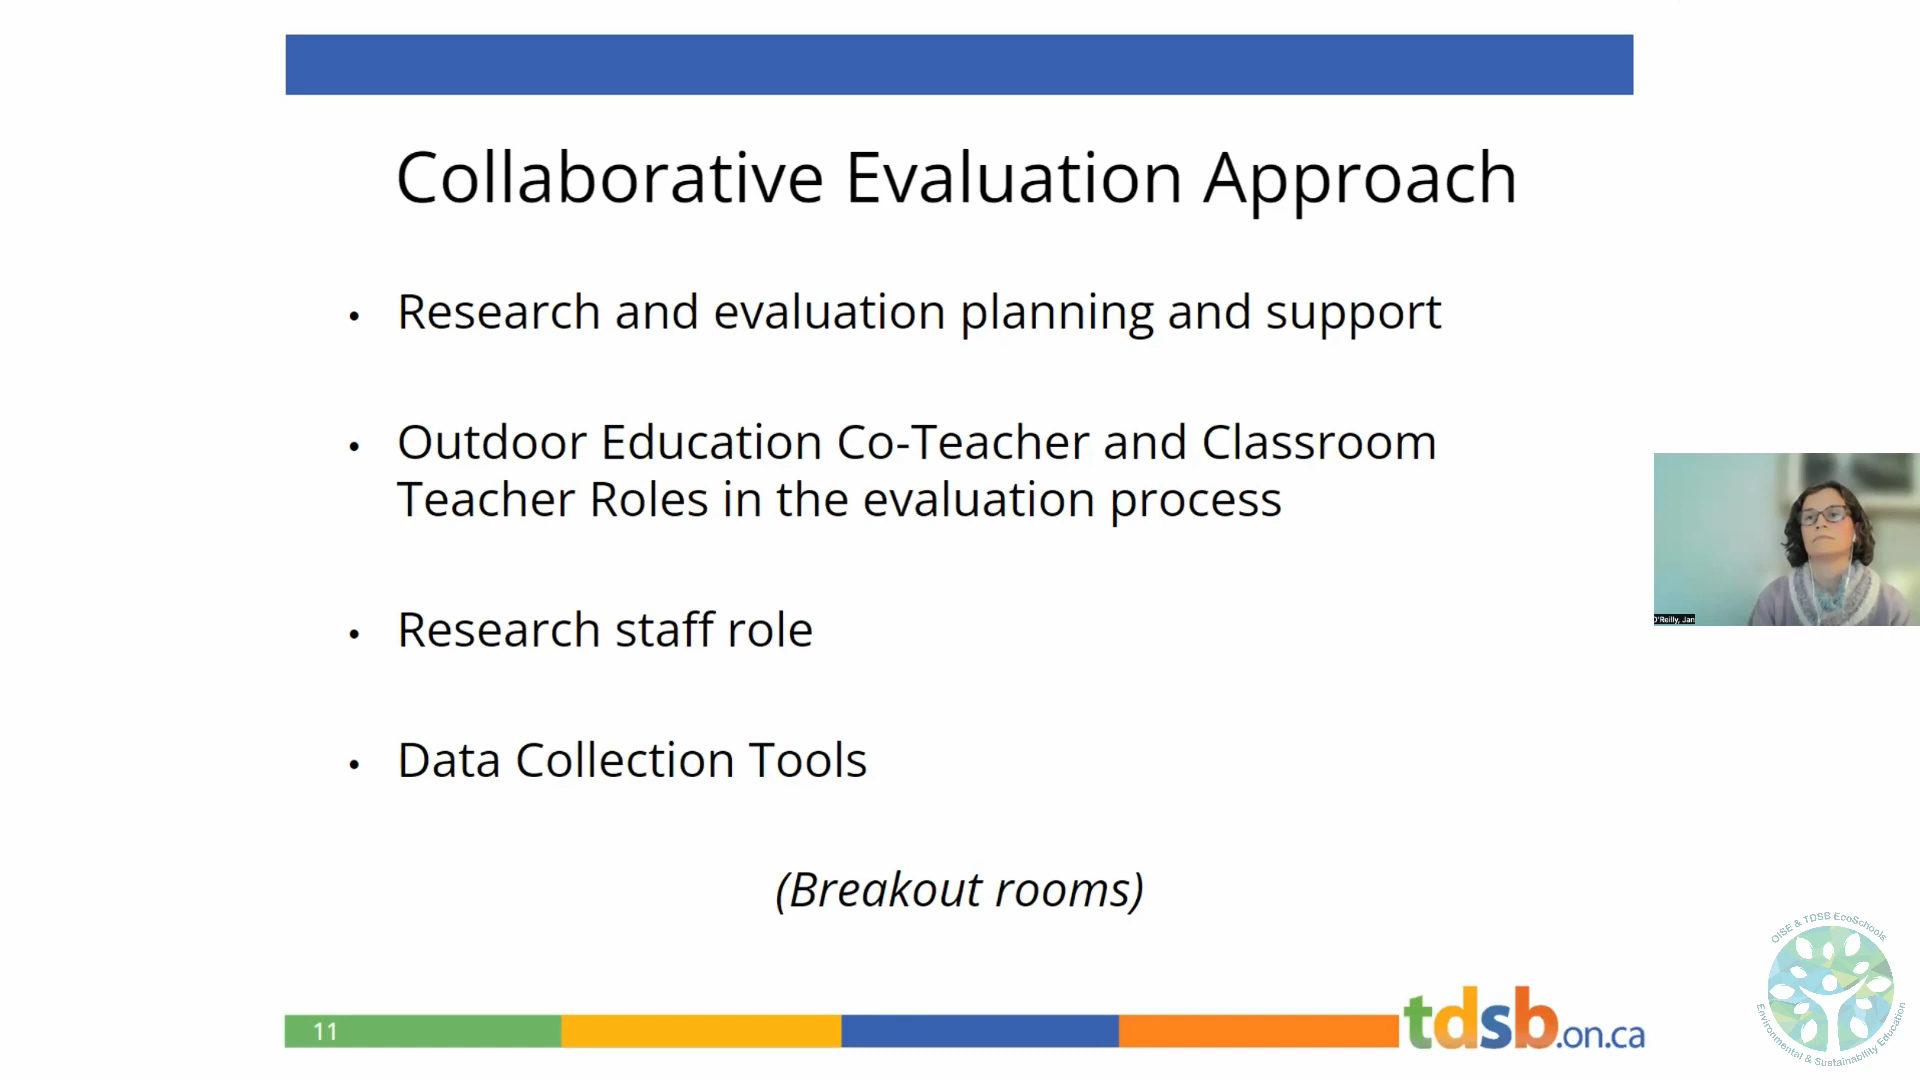 Collaborative Evaluation Approach
• Research and evaluation planning and support
• Outdoor Education Co-Teacher and Classroom
Teacher Roles in the evaluation process
• Research staff role
• Data Collection Tools
(Breakout rooms)
O'Reilly, Jan
OISE & TDSB EcoSchools
Environmental & Sustainability Education
11
tdsb.on.ca